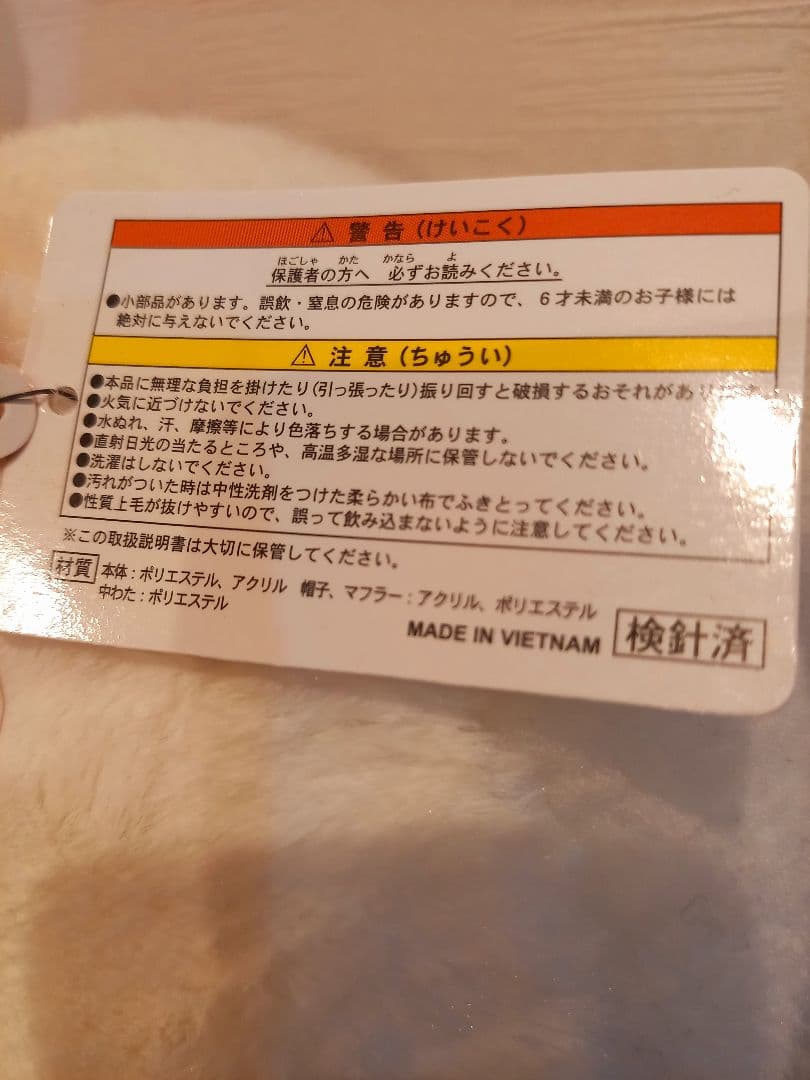 ⚠ 警告(けいこく)
ほごしゃ かた かなら よ
保護者の方へ 必ずお読みください。
●小部品があります。誤飲・窒息の危険がありますので、6才未満のお子様には
絶対に与えないでください。
⚠ 注意(ちゅうい)
●本品に無理な負担を掛けたり(引っ張ったり)振り回すと破損するおそれがあります
●火気に近づけないでください。
●水ぬれ、汗、摩擦等により色落ちする場合があります。
●直射日光の当たるところや、高温多湿な場所に保管しないでください。
●洗濯はしないでください。
●汚れがついた時は中性洗剤をつけた柔らかい布でふきとってください。
●性質上毛が抜けやすいので、誤って飲み込まないように注意してください。
※この取扱説明書は大切に保管してください。
材質 本体:ポリエステル、アクリル 帽子、マフラー:アクリル、ポリエステル
中わた:ポリエステル
MADE IN VIETNAM 検針済